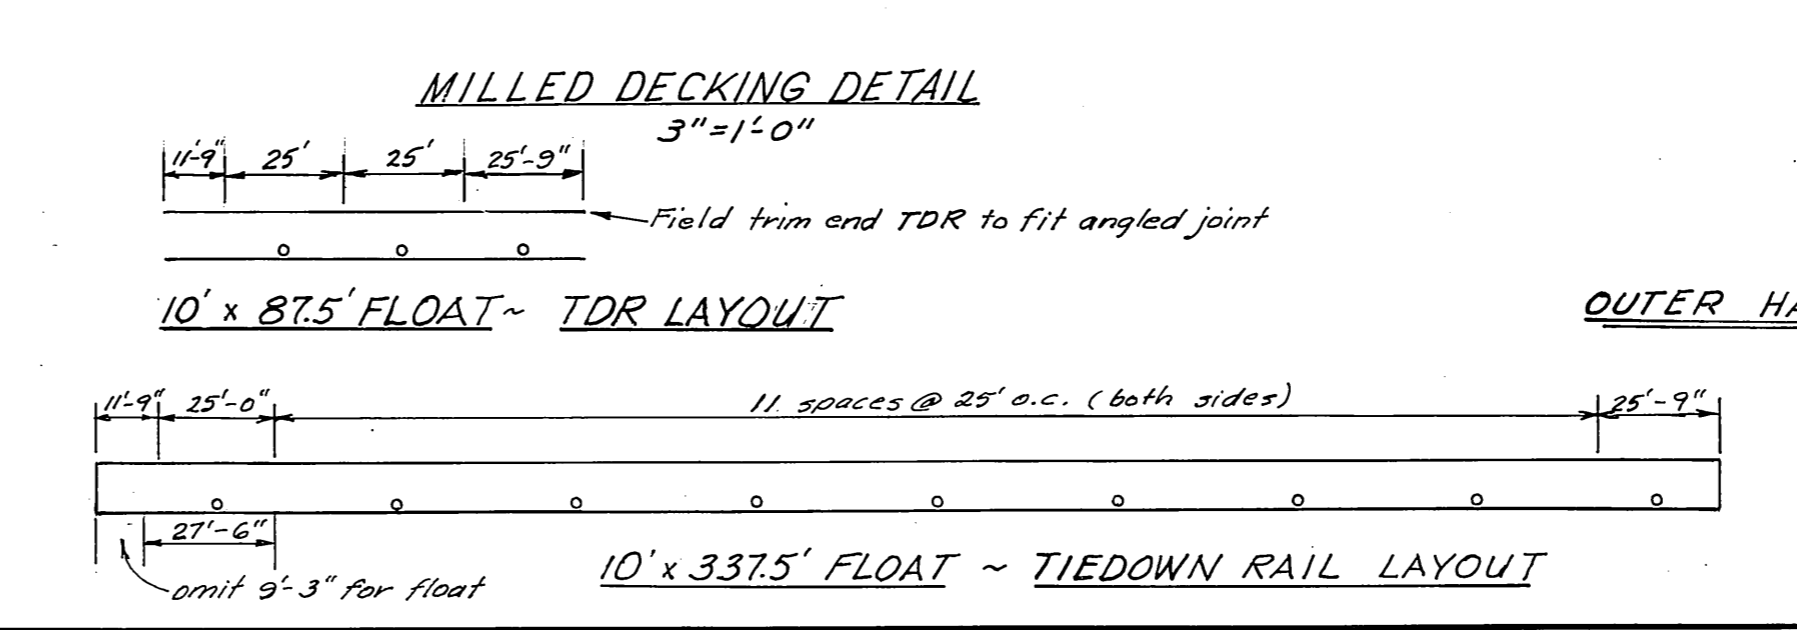 MILLED DECKING DETAIL
3"=1'-0"
11'-9" 25' 25' 25'-9"
Field trim end TDR to fit angled joint
10' x 87.5' FLOAT ~ TDR LAYOUT
OUTER HA
11'-9" 25'-0" 11 spaces @ 25' o.c. (both sides) 25'-9"
27'-6"
omit 9'-3" for float
10' x 337.5' FLOAT ~ TIEDOWN RAIL LAYOUT